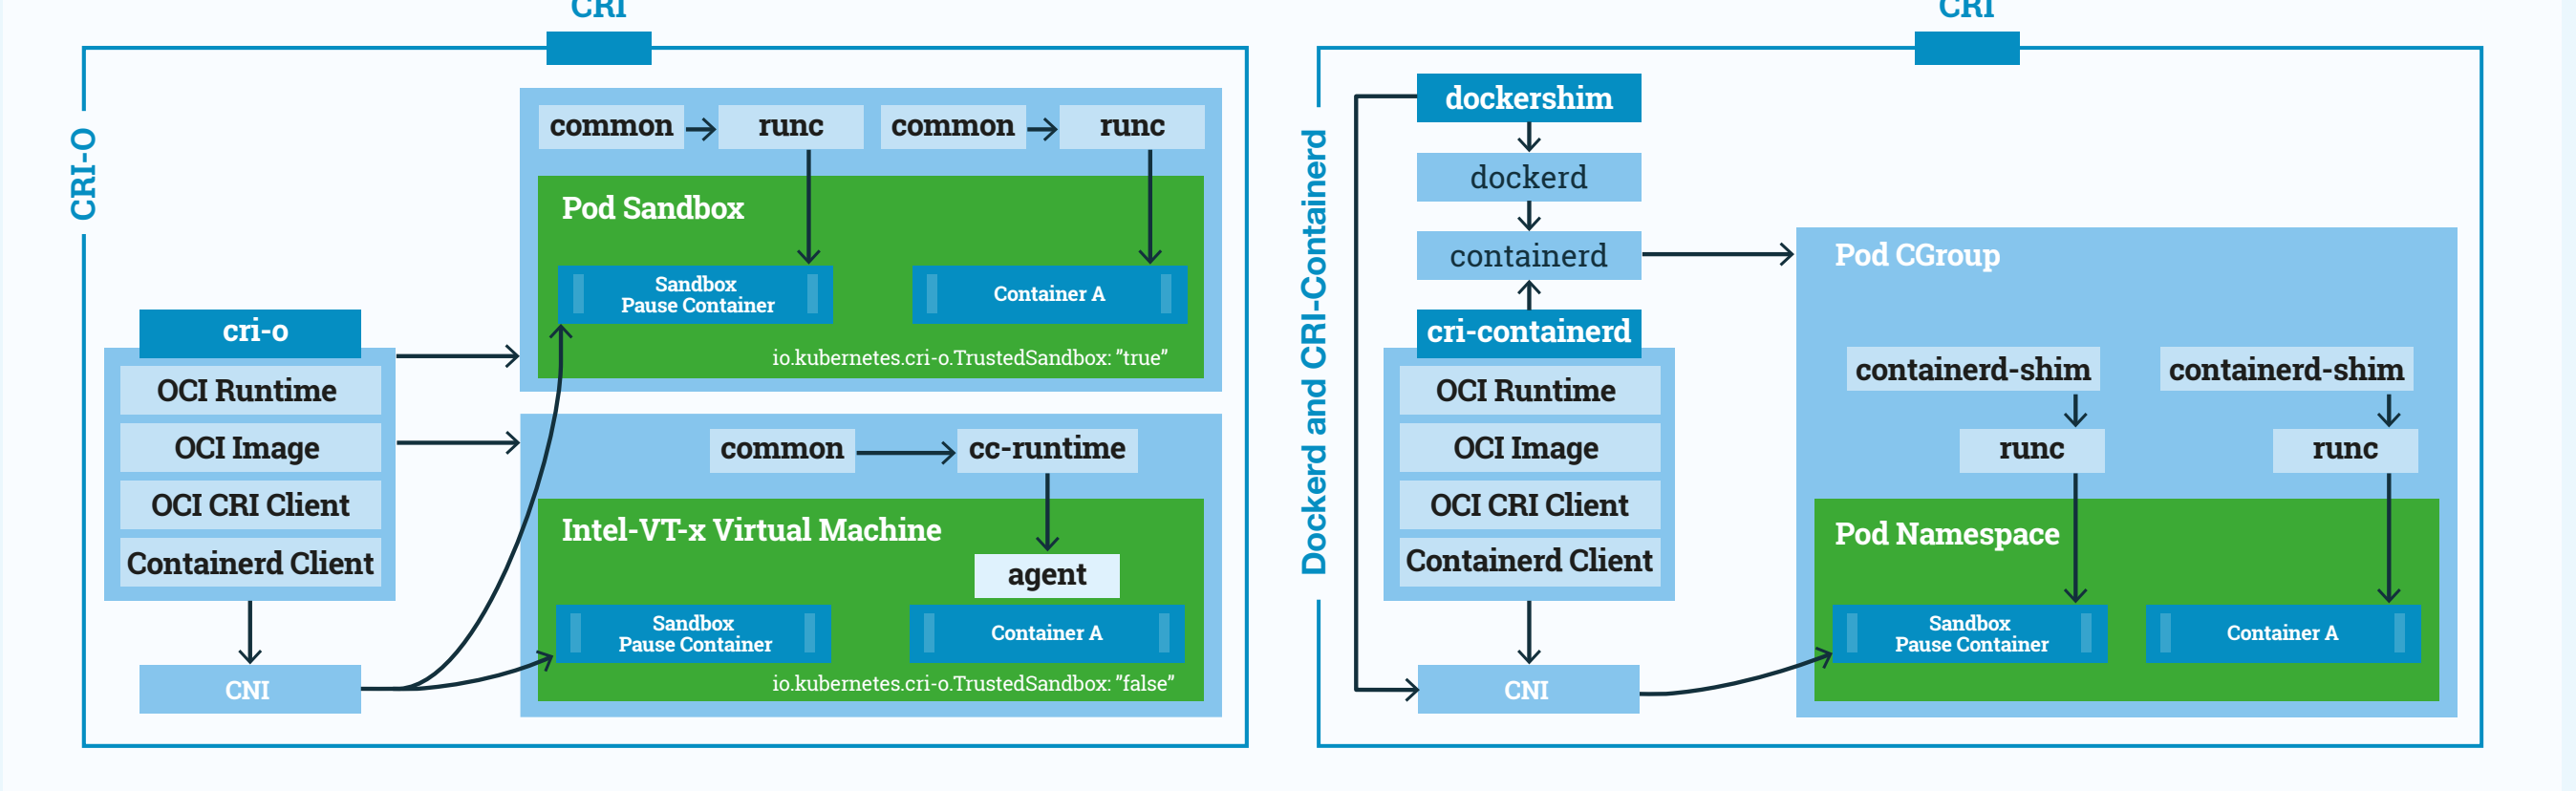 CRI
CRI-O
common
runc
common
runc
Pod Sandbox
Sandbox
Pause Container
Container A
io.kubernetes.cri-o.TrustedSandbox: "true"
cri-o
OCI Runtime
OCI Image
OCI CRI Client
Containerd Client
CNI
common
cc-runtime
Intel-VT-x Virtual Machine
agent
Sandbox
Pause Container
Container A
io.kubernetes.cri-o.TrustedSandbox: "false"
CRI
Dockerd and CRI-Containerd
dockershim
dockerd
containerd
cri-containerd
OCI Runtime
OCI Image
OCI CRI Client
Containerd Client
CNI
Pod CGroup
containerd-shim
containerd-shim
runc
runc
Pod Namespace
Sandbox
Pause Container
Container A